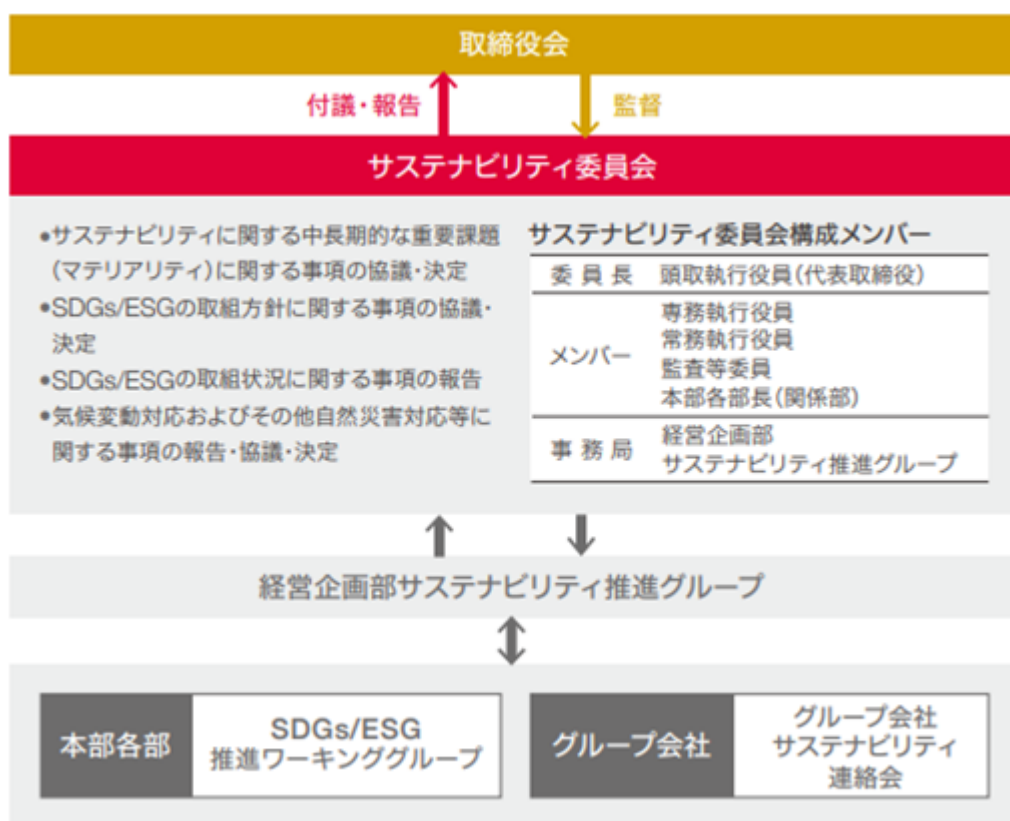 取締役会
付議・報告
監督
サステナビリティ委員会
●サステナビリティに関する中長期的な重要課題
(マテリアリティ)に関する事項の協議・決定
●SDGs/ESGの取組方針に関する事項の協議・
決定
●SDGs/ESGの取組状況に関する事項の報告
●気候変動対応およびその他自然災害対応等に
関する事項の報告・協議・決定
サステナビリティ委員会構成メンバー
委員長 頭取執行役員(代表取締役)
メンバー
専務執行役員
常務執行役員
監査等委員
本部各部長(関係部)
事務局
経営企画部
サステナビリティ推進グループ
経営企画部サステナビリティ推進グループ
本部各部
SDGs/ESG
推進ワーキンググループ
グループ会社
グループ会社
サステナビリティ
連絡会